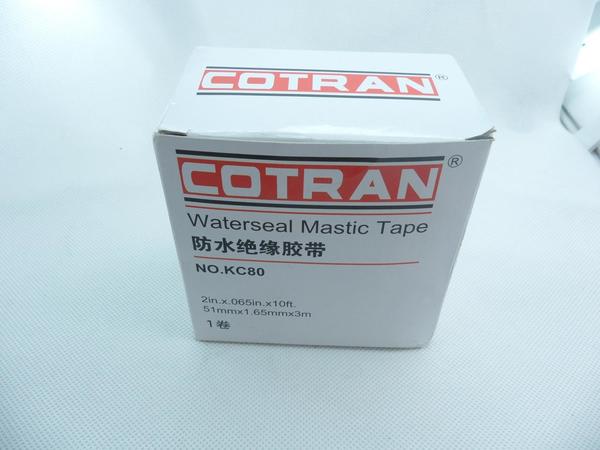 COTRAN®
COTRAN®
Waterseal Mastic Tape
防水绝缘胶带
NO.KC80
2in.x.065in.x10ft.
51mmx1.65mmx3m
1卷